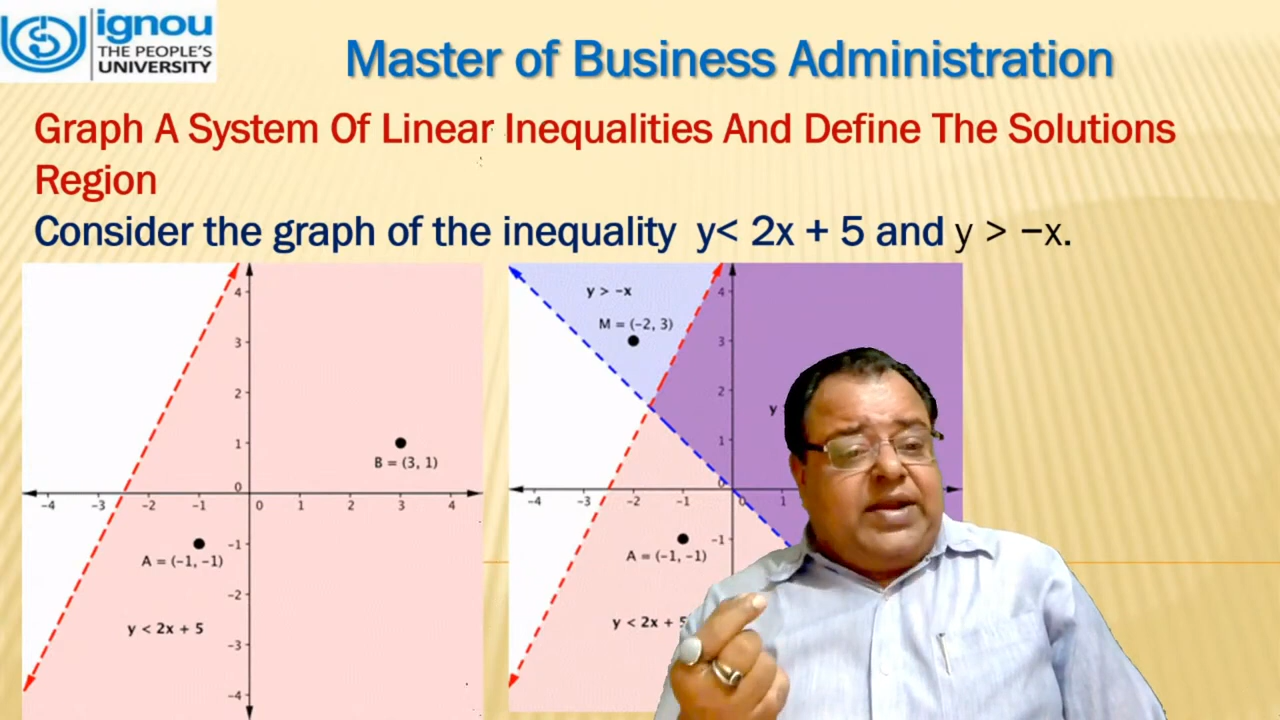 ignou
THE PEOPLE'S
UNIVERSITY
Master of Business Administration
Graph A System Of Linear Inequalities And Define The Solutions
Region
Consider the graph of the inequality y< 2x + 5 and y > −x.
4
3
2
1
B = (3, 1)
0
-4 -3 -2 -1 0 1 2 3 4
-1
A = (−1, −1)
-2
y < 2x + 5
-3
-4
y > -x
4
M = (-2, 3)
3
2
y
1
0
-4 -3 -2 -1 0 1
-1
A = (−1, −1)
y < 2x + 5